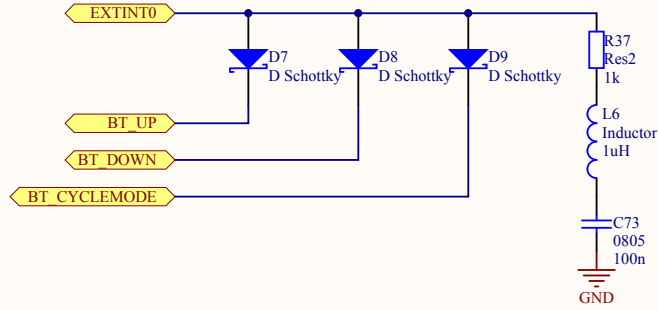 EXTINT0
D7
D Schottky
D8
D Schottky
D9
D Schottky
R37
Res2
1k
L6
Inductor
1uH
BT_UP
BT_DOWN
BT_CYCLEMODE
C73
0805
100n
GND